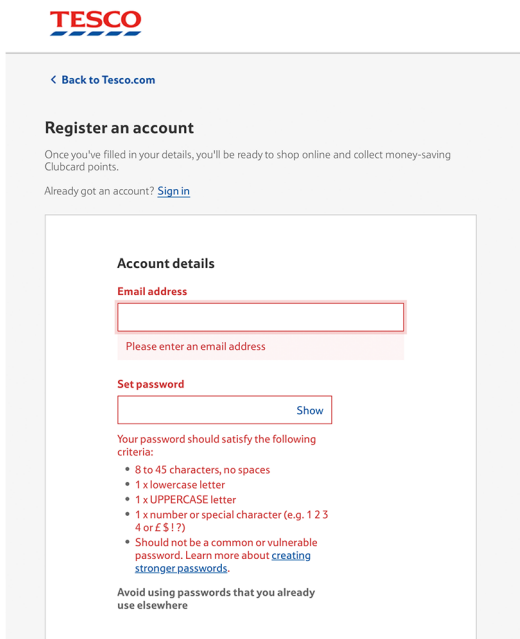 TESCO
Back to Tesco.com
Register an account
Once you've filled in your details, you'll be ready to shop online and collect money-saving
Clubcard points.
Already got an account? Sign in
Account details
Email address
Please enter an email address
Set password
Show
Your password should satisfy the following
criteria:
8 to 45 characters, no spaces
1 x lowercase letter
1 x UPPERCASE letter
1 x number or special character (e.g. 1 2 3
4 or £ $ ! ?)
Should not be a common or vulnerable
password. Learn more about creating
stronger passwords.
Avoid using passwords that you already
use elsewhere